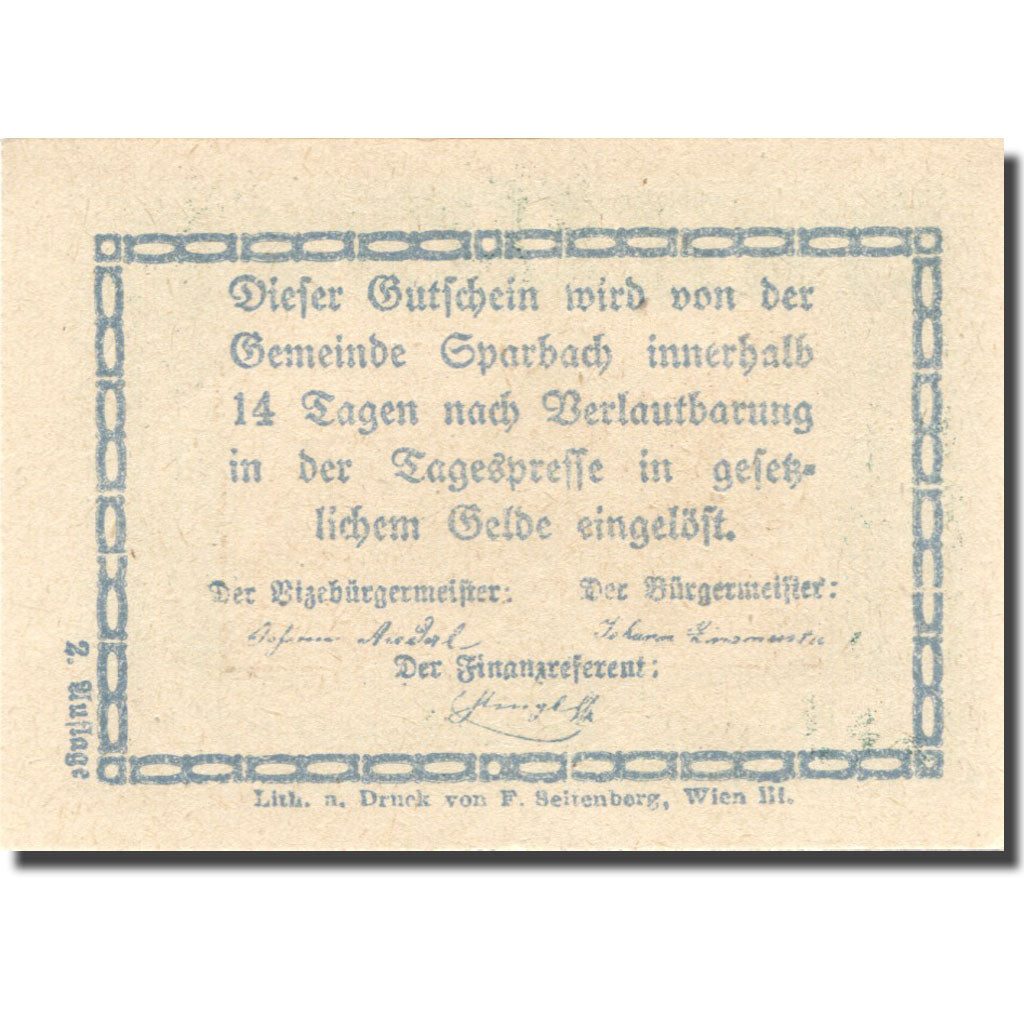 Dieser Gutschein wird von der
Gemeinde Sparbach innerhalb
14 Tagen nach Verlautbarung
in der Tagespresse in gesetz-
lichem Gelde eingelöst.
Der Vizebürgermeister: Der Bürgermeister:
Johann
Der Finanzreferent:
2. Auflage
Lith. u. Druck von F. Seitenberg, Wien III.